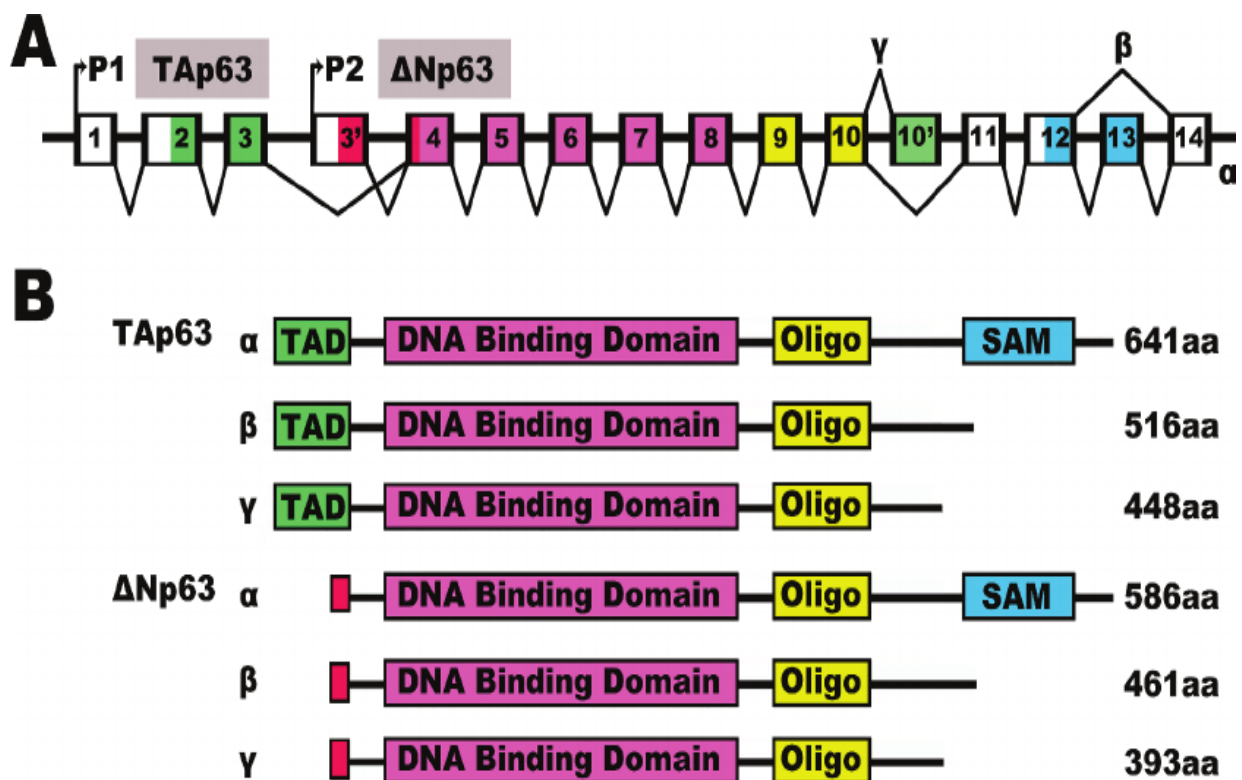 A
P1 TAp63 P2 ΔNp63 γ β
1 2 3 3' 4 5 6 7 8 9 10 10' 11 12 13 14
α
B
TAp63 α TAD DNA Binding Domain Oligo SAM 641aa
β TAD DNA Binding Domain Oligo 516aa
γ TAD DNA Binding Domain Oligo 448aa
ΔNp63 α DNA Binding Domain Oligo SAM 586aa
β DNA Binding Domain Oligo 461aa
γ DNA Binding Domain Oligo 393aa